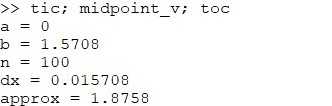 >> tic; midpoint_v; toc
a = 0
b = 1.5708
n = 100
dx = 0.015708
approx = 1.8758